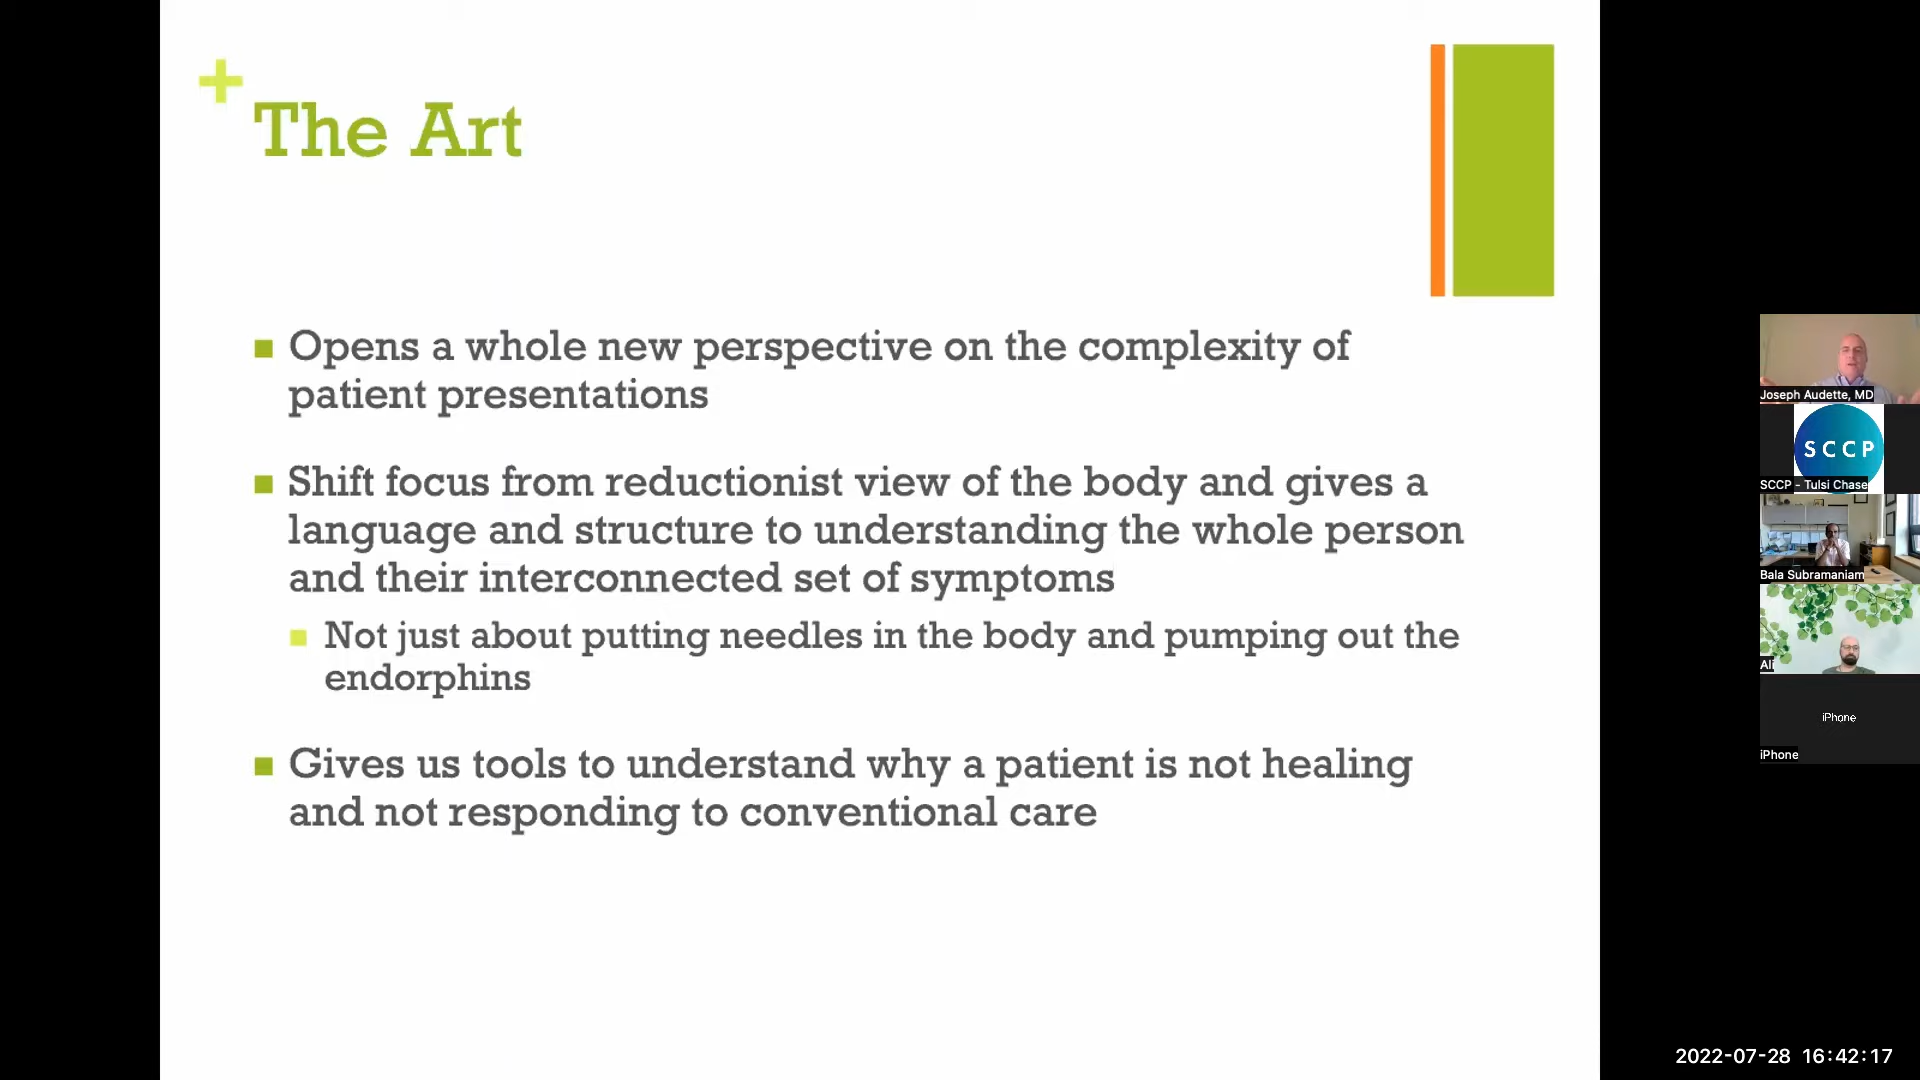 +
The Art
Opens a whole new perspective on the complexity of
patient presentations
Shift focus from reductionist view of the body and gives a
language and structure to understanding the whole person
and their interconnected set of symptoms
Not just about putting needles in the body and pumping out the
endorphins
Gives us tools to understand why a patient is not healing
and not responding to conventional care
Joseph Audette, MD
SCCP
SCCP - Tulsi Chase
Bala Subramaniam
Ali
iPhone
iPhone
2022-07-28 16:42:17